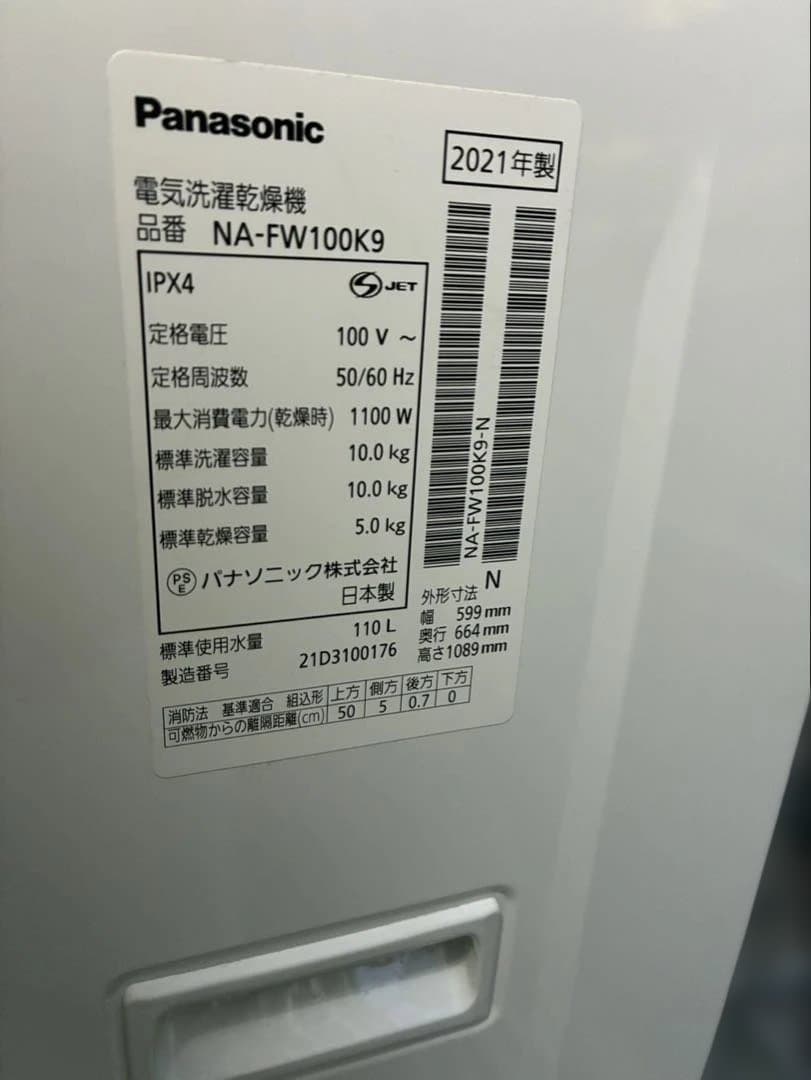 Panasonic
2021年製
電気洗濯乾燥機
品番 NA-FW100K9
IPX4 S JET
定格電圧 100 V ~
定格周波数 50/60 Hz
最大消費電力(乾燥時) 1100 W
標準洗濯容量 10.0 kg
標準脱水容量 10.0 kg
標準乾燥容量 5.0 kg
PSE パナソニック株式会社
日本製
標準使用水量 110 L
製造番号 21D3100176
NA-FW100K9-N
N
外形寸法
幅 599 mm
奥行 664 mm
高さ 1089 mm
消防法 基準適合 組込形 上方 側方 後方 下方
可燃物からの離隔距離(cm) 50 5 0.7 0